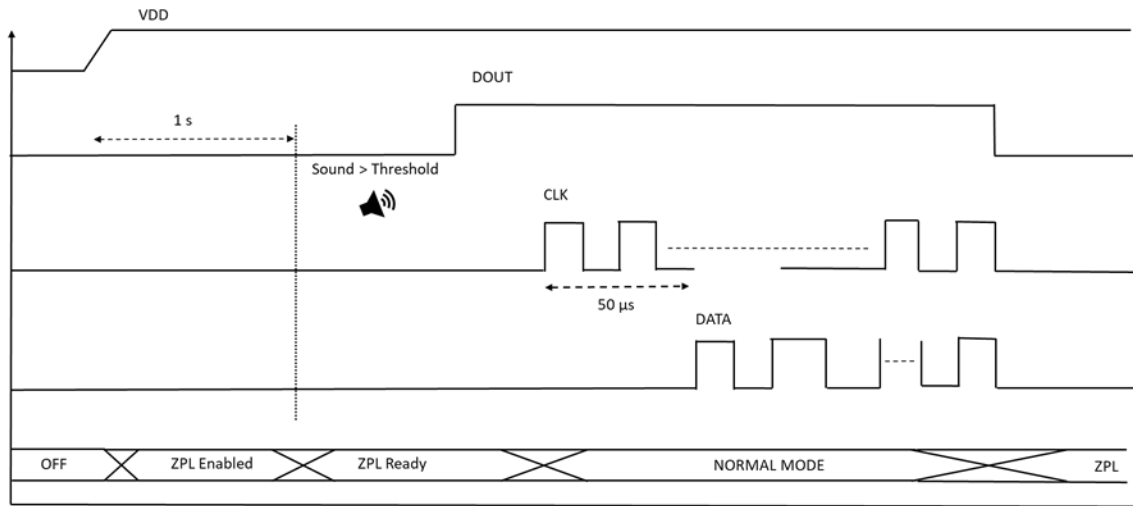 VDD
DOUT
1 s
Sound > Threshold
CLK
50 µs
DATA
OFF
ZPL Enabled
ZPL Ready
NORMAL MODE
ZPL